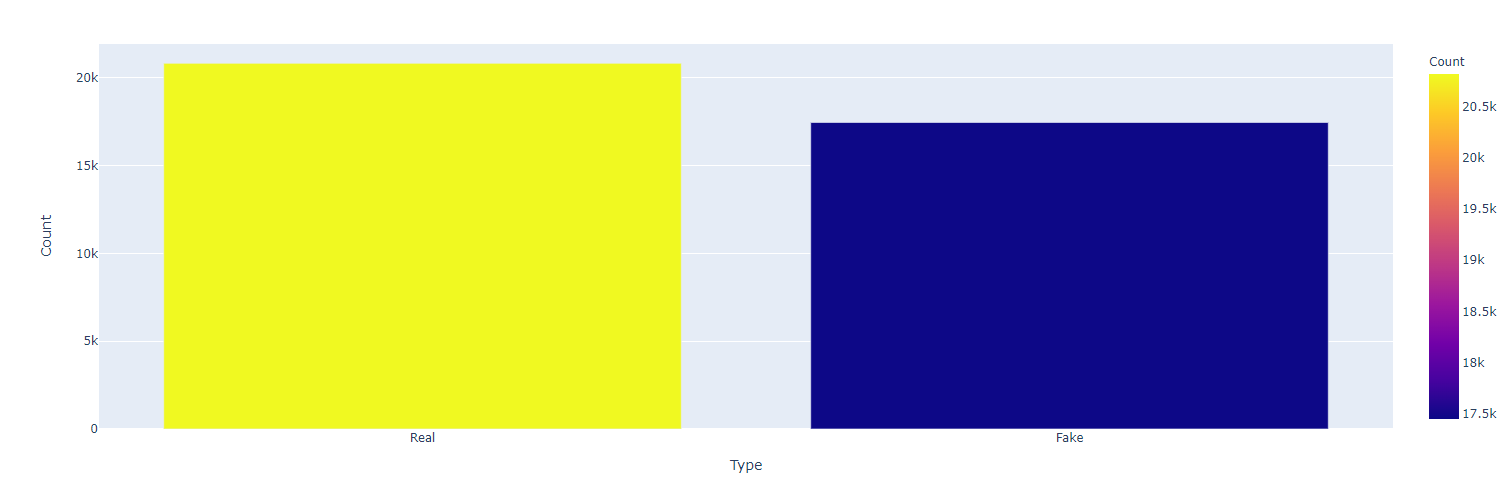 Count
20k
15k
10k
5k
0
Count
Real
Fake
Type
20.5k
20k
19.5k
19k
18.5k
18k
17.5k